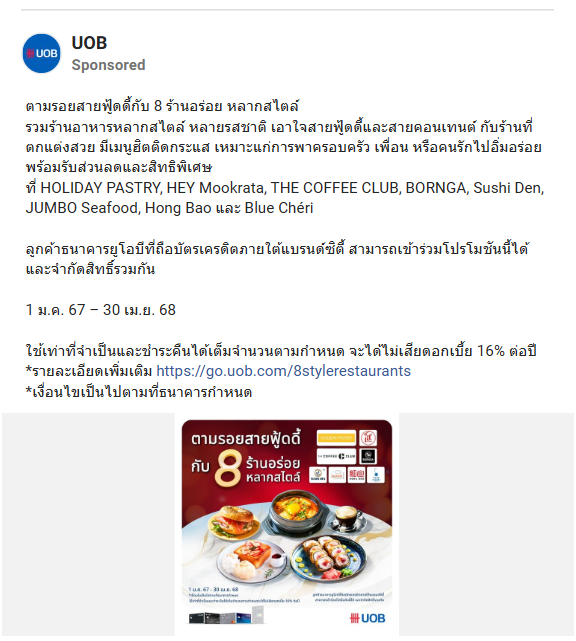 UOB
UOB
Sponsored
ตามรอยสายฟู้ดดี้กับ 8 ร้านอร่อย หลากสไตล์
รวมร้านอาหารหลากสไตล์ หลายรสชาติ เอาใจสายฟู้ดดี้และสายคอนเทนต์ กับร้านที่
ตกแต่งสวย มีเมนูฮิตติดกระแส เหมาะแก่การพาครอบครัว เพื่อน หรือคนรักไปอิ่มอร่อย
พร้อมรับส่วนลดและสิทธิพิเศษ
ที่ HOLIDAY PASTRY, HEY Mookrata, THE COFFEE CLUB, BORNGA, Sushi Den,
JUMBO Seafood, Hong Bao และ Blue Chéri
ลูกค้าธนาคารยูโอบีที่ถือบัตรเครดิตภายใต้แบรนด์ซิตี้ สามารถเข้าร่วมโปรโมชันนี้ได้
และจำกัดสิทธิ์รวมกัน
1 ม.ค. 67 – 30 เม.ย. 68
ใช้เท่าที่จำเป็นและชำระคืนได้เต็มจำนวนตามกำหนด จะได้ไม่เสียดอกเบี้ย 16% ต่อปี
*รายละเอียดเพิ่มเติม https://go.uob.com/8stylerestaurants
*เงื่อนไขเป็นไปตามที่ธนาคารกำหนด
ตามรอยสายฟู้ดดี้
กับ 8 ร้านอร่อย
หลากสไตล์
COFFEE CLUB
1 ม.ค. 67 - 30 เม.ย. 68
UOB